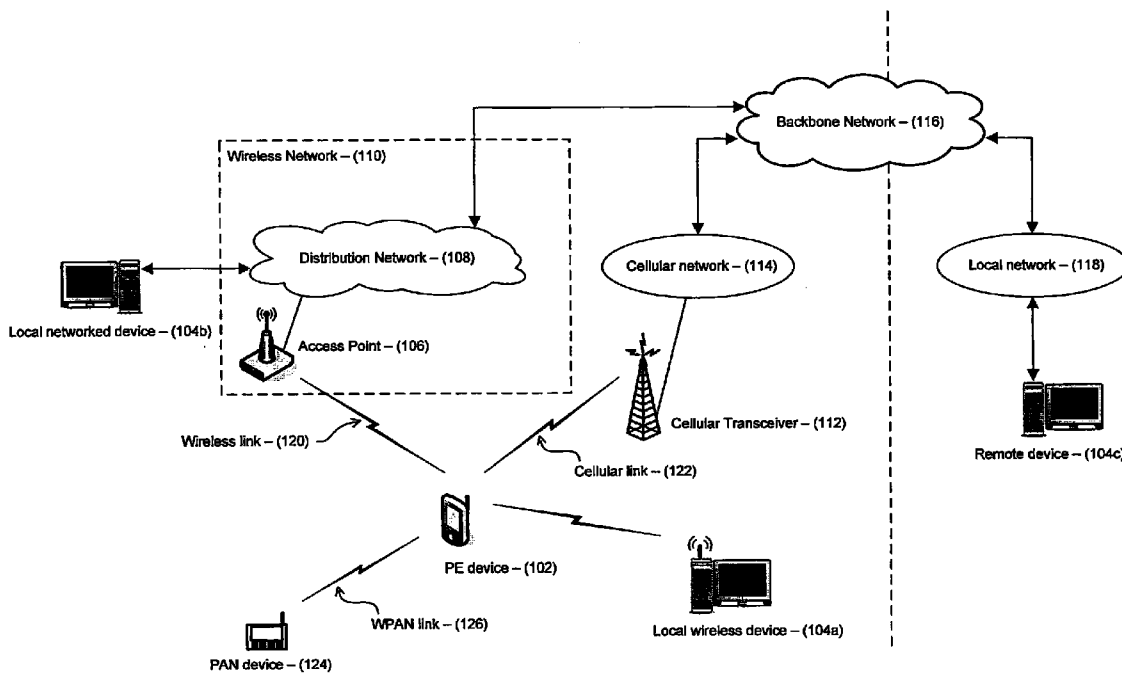 Backbone Network – (116)
Wireless Network – (110)
Distribution Network – (108)
Cellular network – (114)
Local network – (118)
Local networked device – (104b)
Access Point – (106)
Cellular Transceiver – (112)
Wireless link – (120)
Remote device – (104c)
Cellular link – (122)
PE device – (102)
WPAN link – (126)
Local wireless device – (104a)
PAN device – (124)